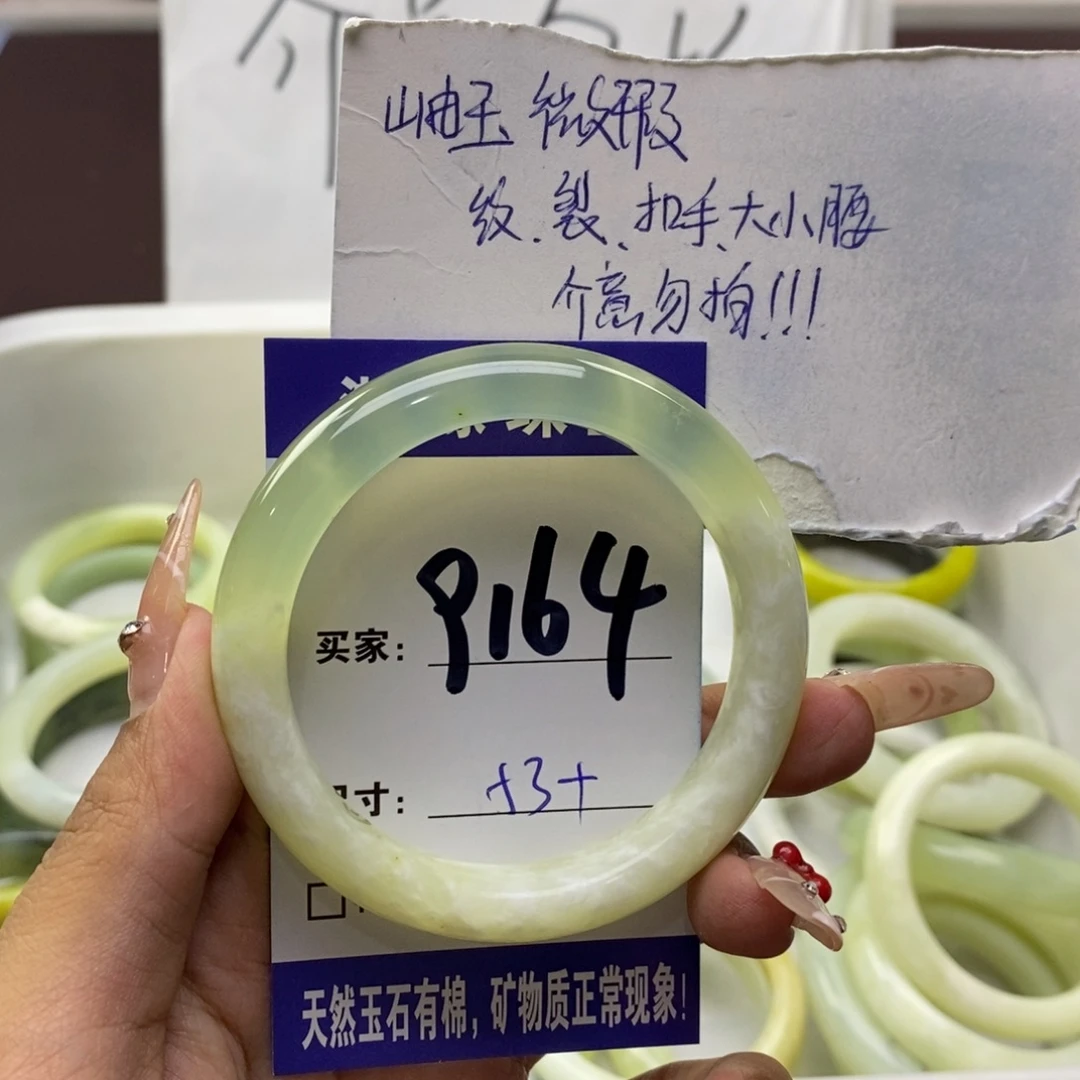 岫玉 微瑕
纹、裂、扣手、大小腰
介意勿拍!!!
买家: 9164
寸: 53+
天然玉石有棉, 矿物质正常现象!